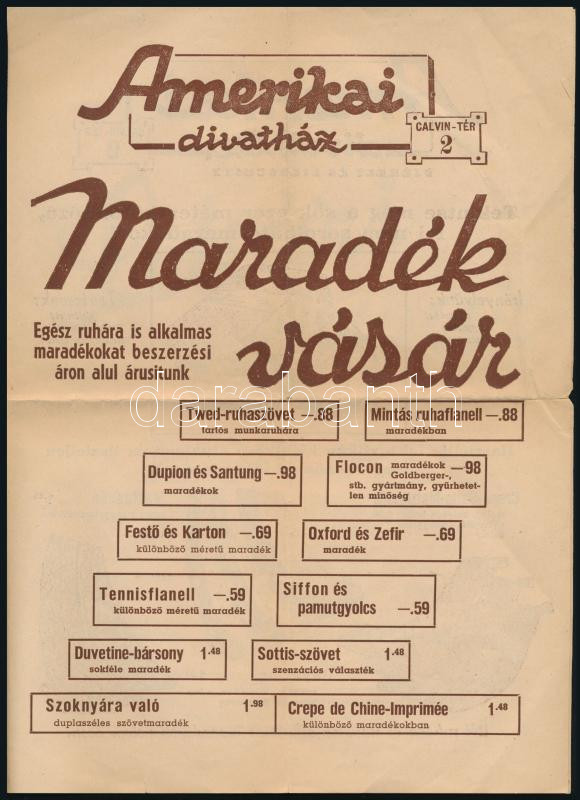 Amerikai
divatház
CALVIN-TÉR
2
Maradék
vásár
Egész ruhára is alkalmas
maradékokat beszerzési
áron alul árusitunk
darabanth
Twed-ruhaszövet —.88
tartós munkaruhára
Mintás ruhaflanell —.88
maradékban
Dupion és Santung —.98
maradékok
Flocon maradékok —98
Goldberger-,
stb. gyártmány, gyűrhetet-
len minőség
Festő és Karton —.69
különböző méretű maradék
Oxford és Zefir —.69
maradék
Tennisflanell —.59
különböző méretű maradék
Siffon és
pamutgyolcs —.59
Duvetine-bársony 1.48
sokféle maradék
Sottis-szövet 1.48
szenzációs választék
Szoknyára való 1.98
duplaszéles szövetmaradék
Crepe de Chine-Imprimée 1.48
különböző maradékokban